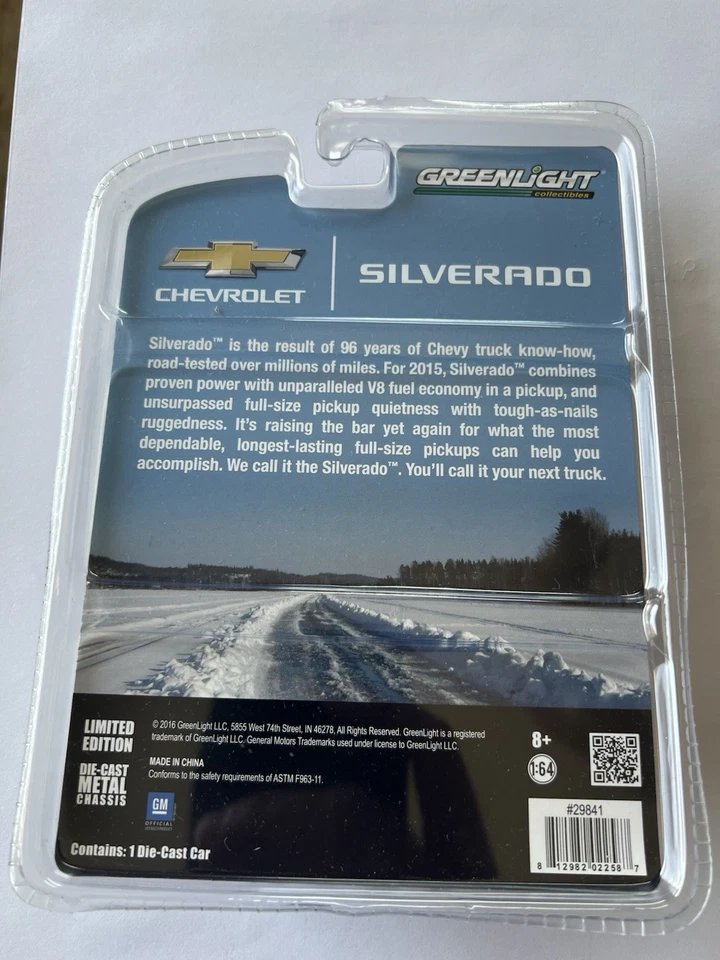 GREENLiGHT®
collectibles
CHEVROLET
SILVERADO
Silverado™ is the result of 96 years of Chevy truck know-how,
road-tested over millions of miles. For 2015, Silverado™ combines
proven power with unparalleled V8 fuel economy in a pickup, and
unsurpassed full-size pickup quietness with tough-as-nails
ruggedness. It's raising the bar yet again for what the most
dependable, longest-lasting full-size pickups can help you
accomplish. We call it the Silverado™. You'll call it your next truck.
LIMITED
EDITION
© 2016 GreenLight LLC, 5855 West 74th Street, IN 46278, All Rights Reserved. GreenLight is a registered
trademark of GreenLight LLC. General Motors Trademarks used under license to GreenLight LLC.
DIE-CAST
METAL
CHASSIS
MADE IN CHINA
Conforms to the safety requirements of ASTM F963-11.
GM
OFFICIAL
Contains: 1 Die-Cast Car
8+
1:64
#29841
8 12982 02258 7